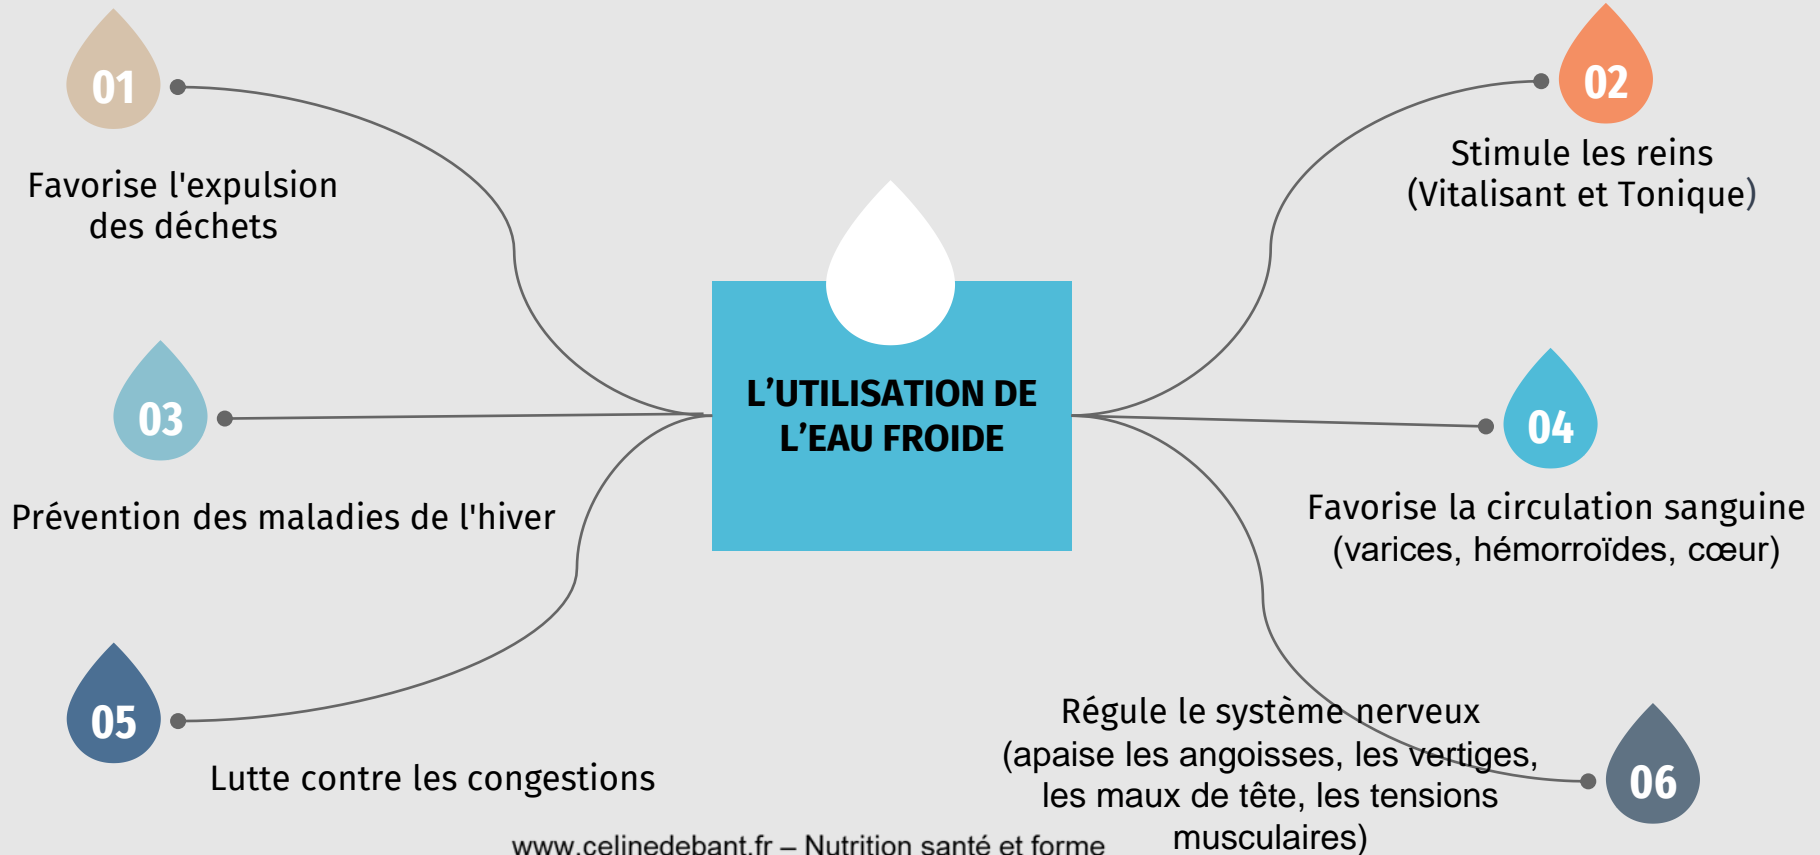 01
Favorise l'expulsion
des déchets
02
Stimule les reins
(Vitalisant et Tonique)
L’UTILISATION DE
L’EAU FROIDE
03
Prévention des maladies de l'hiver
04
Favorise la circulation sanguine
(varices, hémorroïdes, cœur)
05
Lutte contre les congestions
06
Régule le système nerveux
(apaise les angoisses, les vertiges,
les maux de tête, les tensions
musculaires)
www.celinedebant.fr – Nutrition santé et forme